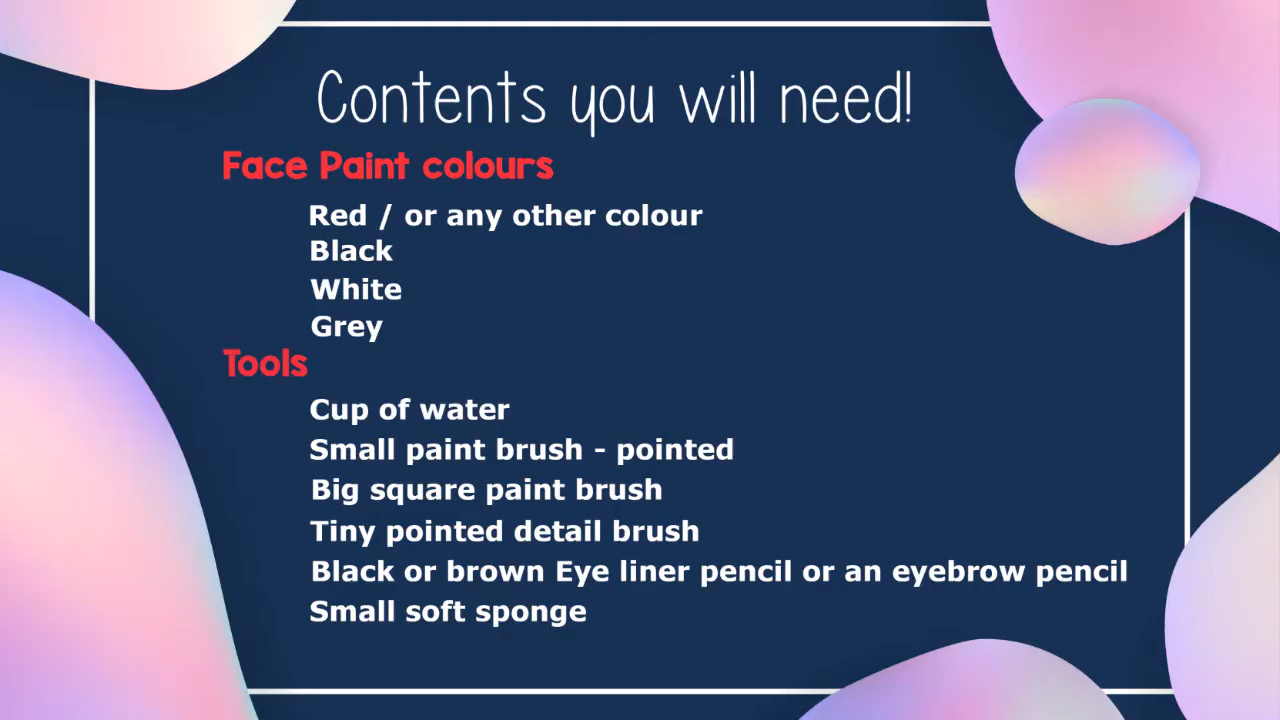 Contents you will need!
Face Paint colours
Red / or any other colour
Black
White
Grey
Tools
Cup of water
Small paint brush - pointed
Big square paint brush
Tiny pointed detail brush
Black or brown Eye liner pencil or an eyebrow pencil
Small soft sponge